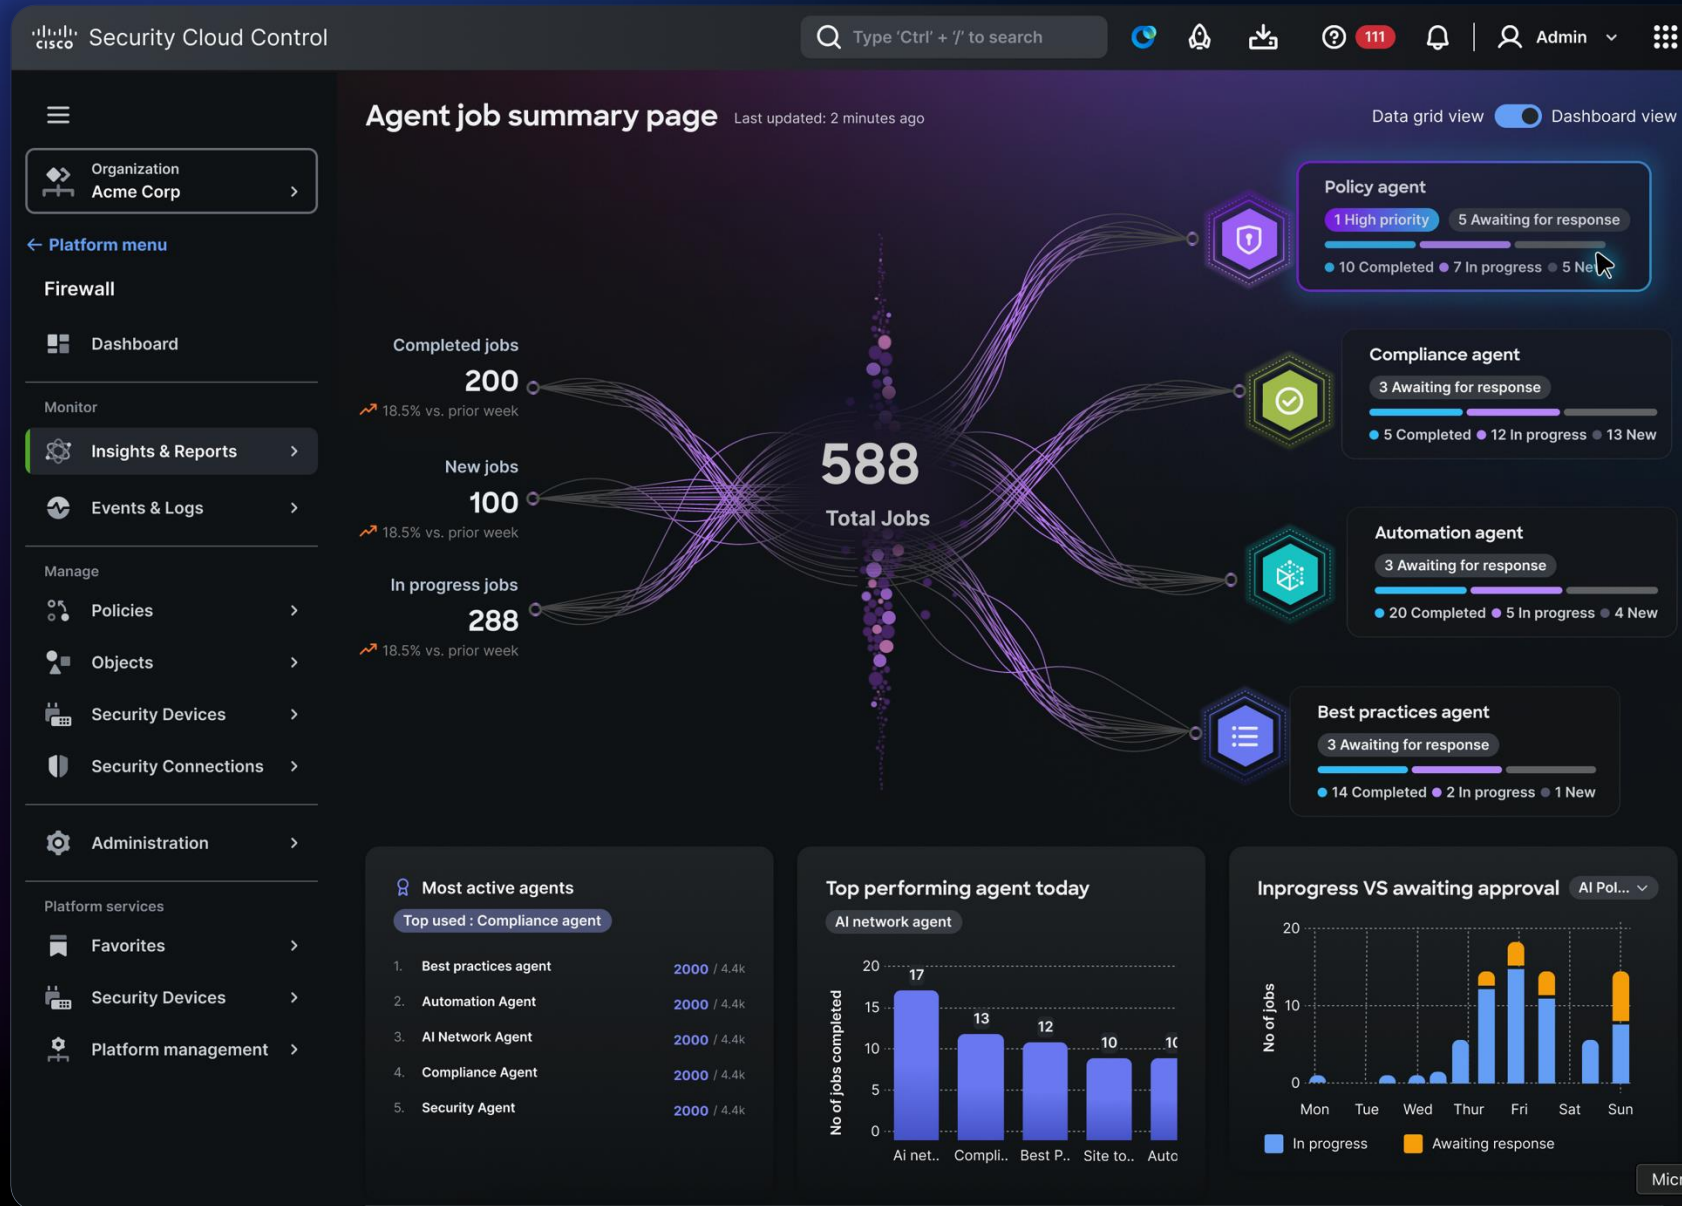 CISCO Security Cloud Control
Type 'Ctrl' + '/' to search
111
Admin
Agent job summary page
Last updated: 2 minutes ago
Data grid view
Dashboard view
Organization
Acme Corp
Platform menu
Firewall
Dashboard
Monitor
Insights & Reports
Events & Logs
Manage
Policies
Objects
Security Devices
Security Connections
Administration
Platform services
Favorites
Security Devices
Platform management
Completed jobs
200
18.5% vs. prior week
New jobs
100
18.5% vs. prior week
In progress jobs
288
18.5% vs. prior week
588
Total Jobs
Policy agent
1 High priority
5 Awaiting for response
10 Completed 7 In progress 5 Ne
Compliance agent
3 Awaiting for response
5 Completed 12 In progress 13 New
Automation agent
3 Awaiting for response
20 Completed 5 In progress 4 New
Best practices agent
3 Awaiting for response
14 Completed 2 In progress 1 New
Most active agents
Top used : Compliance agent
1. Best practices agent 2000 / 4.4k
2. Automation Agent 2000 / 4.4k
3. AI Network Agent 2000 / 4.4k
4. Compliance Agent 2000 / 4.4k
5. Security Agent 2000 / 4.4k
Top performing agent today
AI network agent
No of jobs completed
20
15
10
5
0
17
13
12
10
10
Ai net.. Compli.. Best P.. Site to.. Auto
Inprogress VS awaiting approval
AI Pol...
No of jobs
20
10
0
Mon Tue Wed Thur Fri Sat Sun
In progress
Awaiting response
Micr